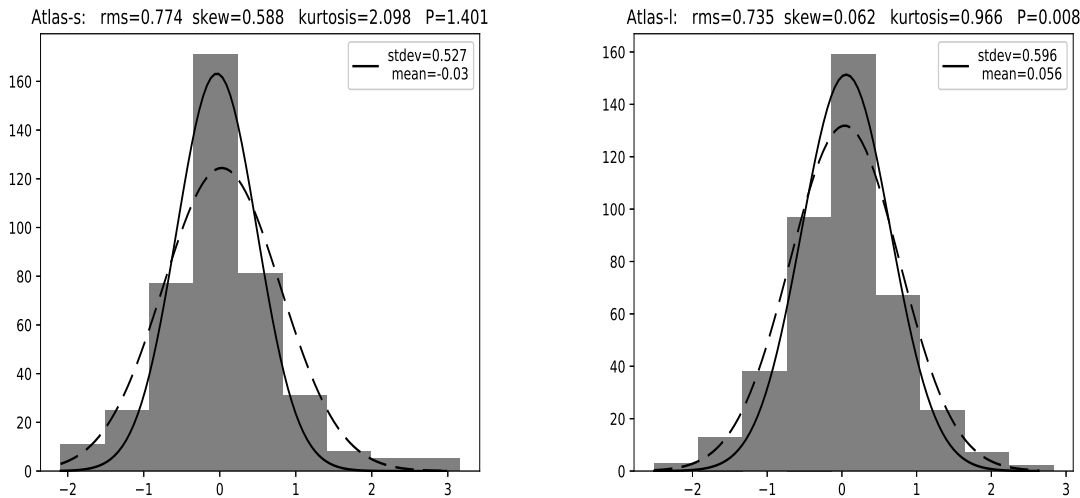 Atlas-s: rms=0.774 skew=0.588 kurtosis=2.098 P=1.401
stdev=0.527
mean=-0.03
160
140
120
100
80
60
40
20
0
−2 −1 0 1 2 3
Atlas-l: rms=0.735 skew=0.062 kurtosis=0.966 P=0.008
stdev=0.596
mean=0.056
160
140
120
100
80
60
40
20
0
−2 −1 0 1 2 3